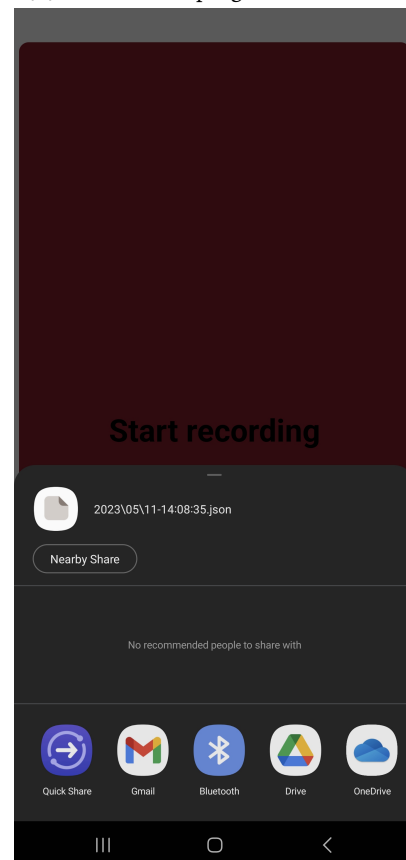 Start recording
2023\05\11-14:08:35.json
Nearby Share
No recommended people to share with
Quick Share
Gmail
Bluetooth
Drive
OneDrive